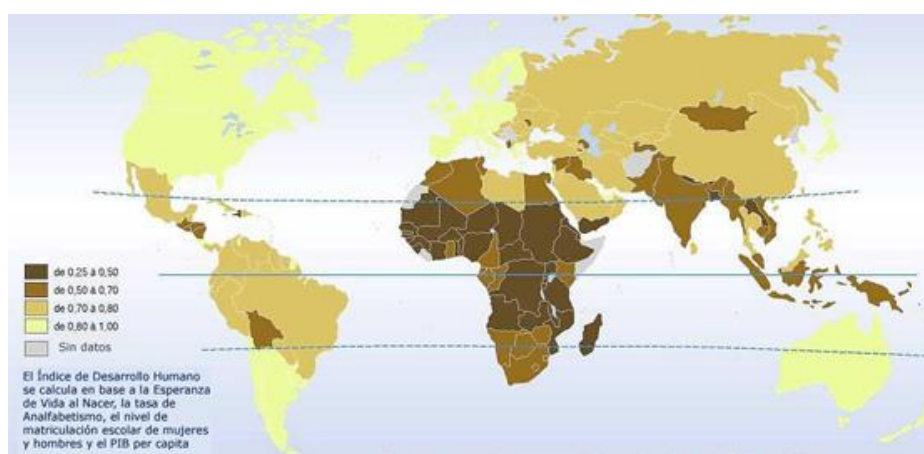 de 0,25 à 0,50
de 0,50 à 0,70
de 0,70 à 0,80
de 0,80 à 1,00
Sin datos
El Índice de Desarrollo Humano
se calcula en base a la Esperanza
de Vida al Nacer, la tasa de
Analfabetismo, el nivel de
matriculación escolar de mujeres
y hombres y el PIB per capita